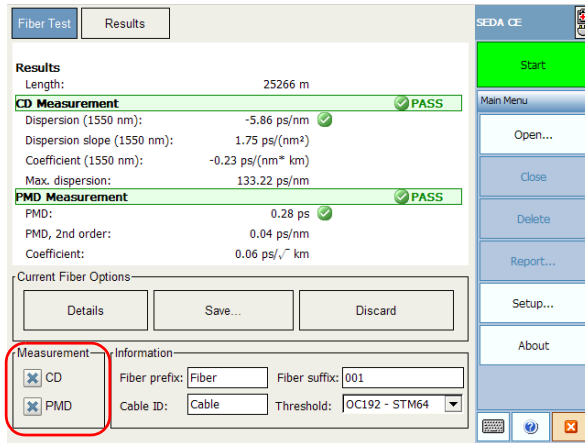 Fiber Test Results
SEDA CE
Results
Length: 25266 m
CD Measurement PASS
Dispersion (1550 nm): -5.86 ps/nm
Dispersion slope (1550 nm): 1.75 ps/(nm²)
Coefficient (1550 nm): -0.23 ps/(nm* km)
Max. dispersion: 133.22 ps/nm
PMD Measurement PASS
PMD: 0.28 ps
PMD, 2nd order: 0.04 ps/nm
Coefficient: 0.06 ps/√ km
Current Fiber Options
Details Save... Discard
Measurement Information
CD Fiber prefix: Fiber Fiber suffix: 001
PMD Cable ID: Cable Threshold: OC192 - STM64
Start
Main Menu
Open...
Close
Delete
Report...
Setup...
About